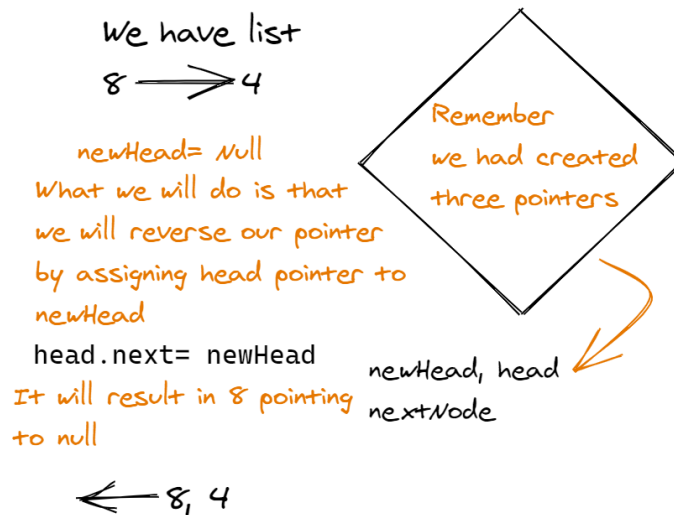 We have list
8 4
newHead= Null
What we will do is that
we will reverse our pointer
by assigning head pointer to
newHead
head.next= newHead
It will result in 8 pointing
to null
8, 4
Remember
we had created
three pointers
newHead, head
nextNode